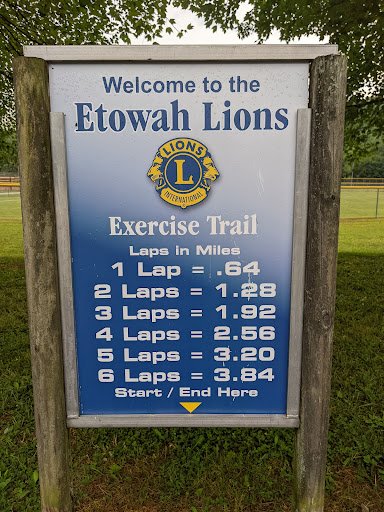 Welcome to the
Etowah Lions
LIONS
L
INTERNATIONAL
Exercise Trail
Laps in Miles
1 Lap = .64
2 Laps = 1.28
3 Laps = 1.92
4 Laps = 2.56
5 Laps = 3.20
6 Laps = 3.84
Start / End Here